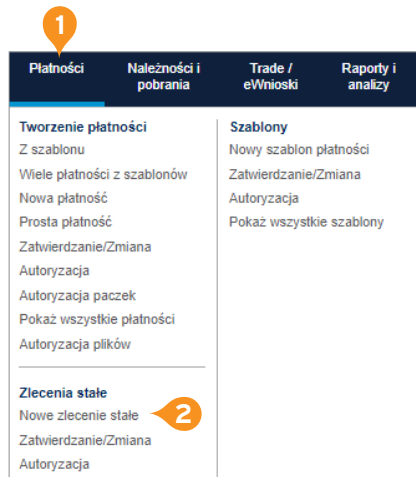 1
Płatności
Należności i
pobrania
Trade /
eWnioski
Raporty i
analizy
Tworzenie płatności
Z szablonu
Wiele płatności z szablonów
Nowa płatność
Prosta płatność
Zatwierdzanie/Zmiana
Autoryzacja
Autoryzacja paczek
Pokaż wszystkie płatności
Autoryzacja plików
Zlecenia stałe
Nowe zlecenie stałe
2
Zatwierdzanie/Zmiana
Autoryzacja
Szablony
Nowy szablon płatności
Zatwierdzanie/Zmiana
Autoryzacja
Pokaż wszystkie szablony